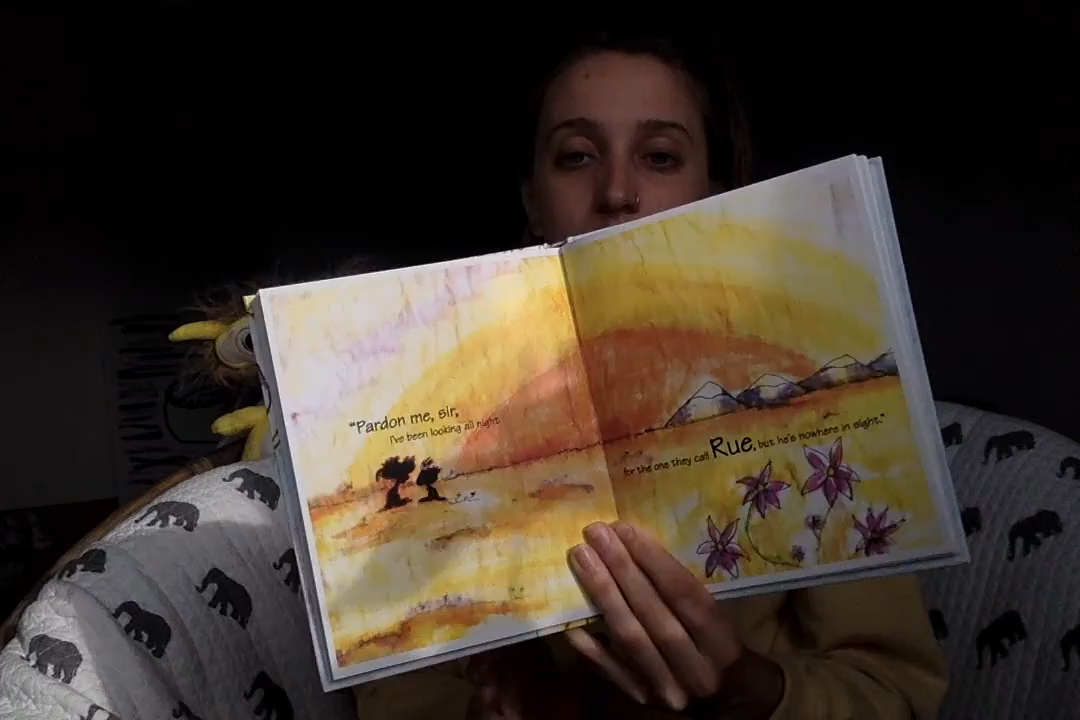 "Pardon me, sir,
I've been looking all night
for the one they call Rue, but he's nowhere in sight."